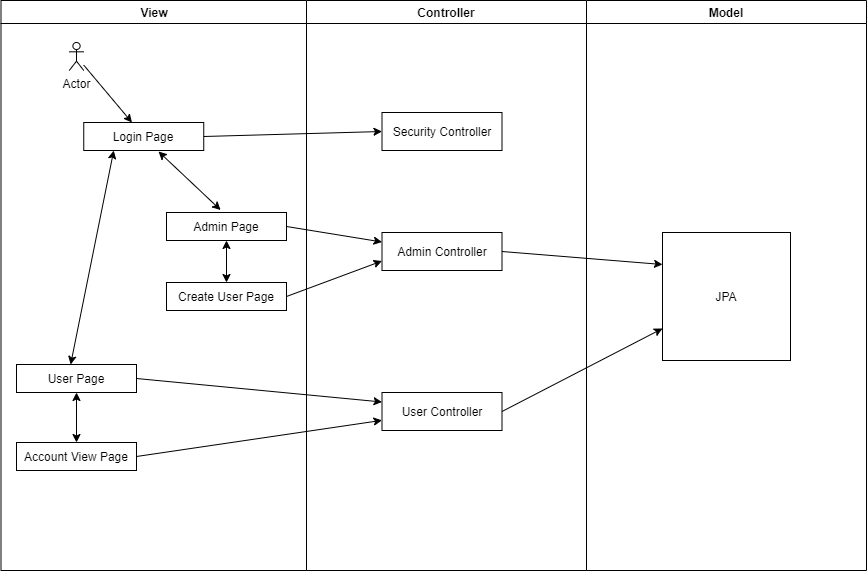 View
Controller
Model
Actor
Login Page
Security Controller
Admin Page
Admin Controller
Create User Page
JPA
User Page
User Controller
Account View Page